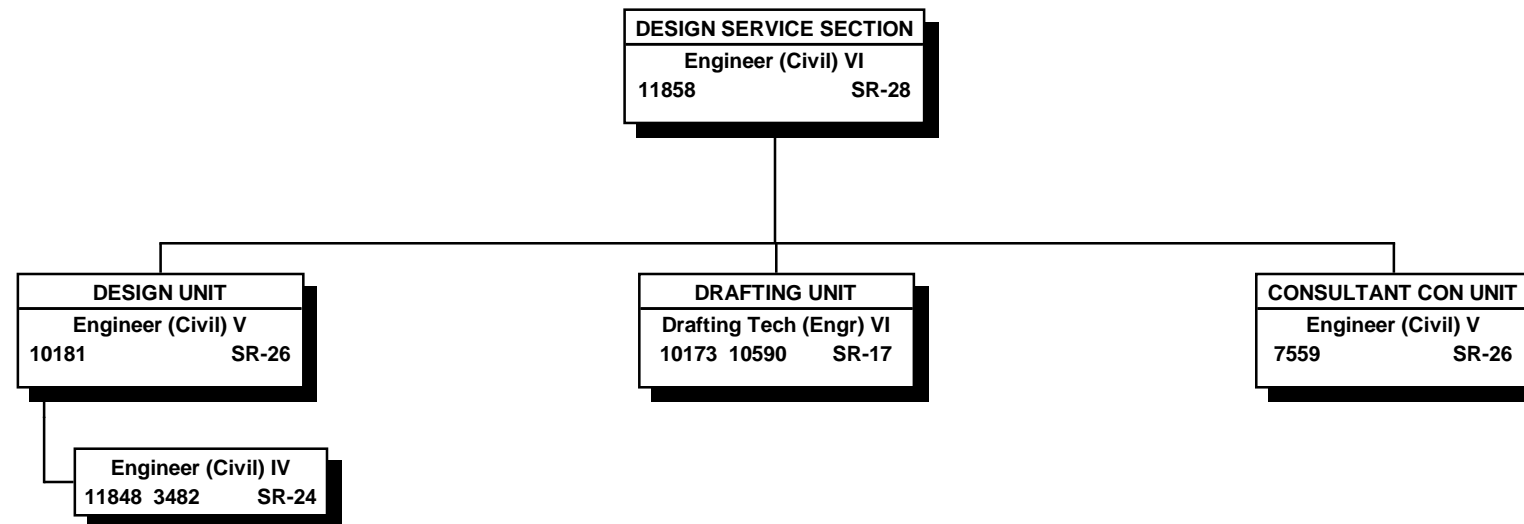 DESIGN SERVICE SECTION
Engineer (Civil) VI
11858 SR-28
DESIGN UNIT
Engineer (Civil) V
10181 SR-26
DRAFTING UNIT
Drafting Tech (Engr) VI
10173 10590 SR-17
CONSULTANT CON UNIT
Engineer (Civil) V
7559 SR-26
Engineer (Civil) IV
11848 3482 SR-24